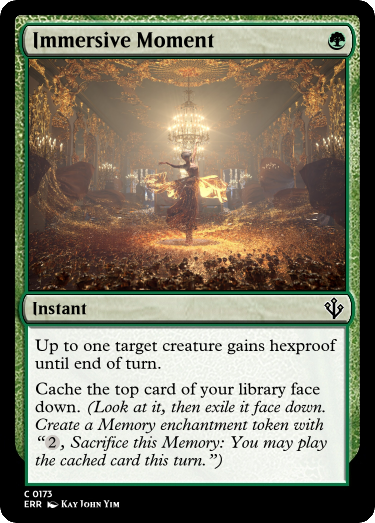 Immersive Moment
Instant
Up to one target creature gains hexproof
until end of turn.
Cache the top card of your library face
down. (Look at it, then exile it face down.
Create a Memory enchantment token with
“2, Sacrifice this Memory: You may play
the cached card this turn.”)
C 0173
ERR Kay John Yim